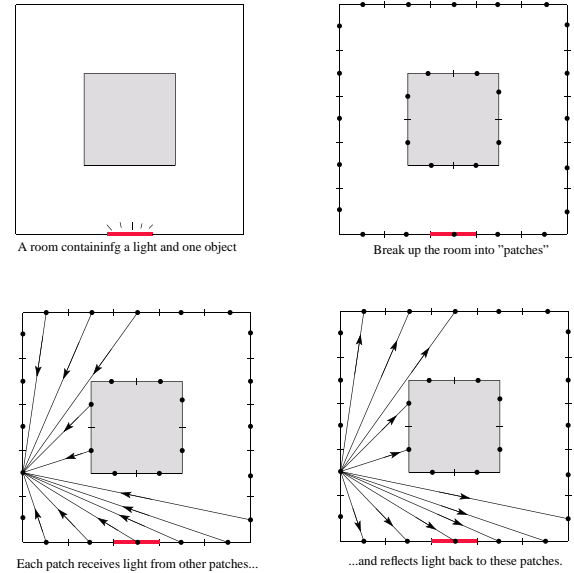 A room containinfg a light and one object
Break up the room into "patches"
Each patch receives light from other patches...
...and reflects light back to these patches.